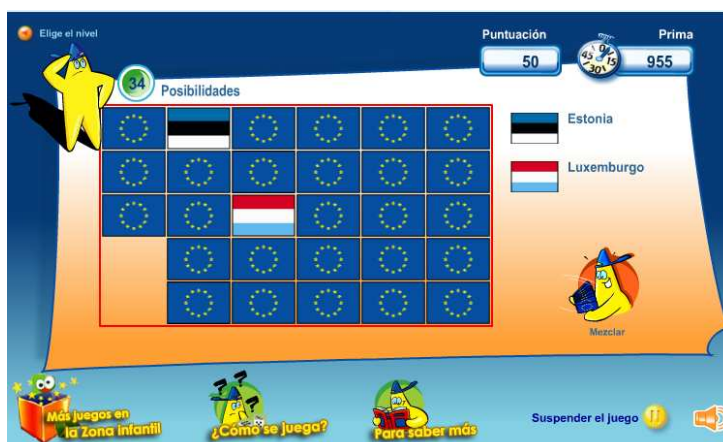 Elige el nivel
Puntuación
Prima
50
955
34
Posibilidades
Estonia
Luxemburgo
Mezclar
Más juegos en
la Zona infantil
¿Cómo se juega?
Para saber más
Suspender el juego